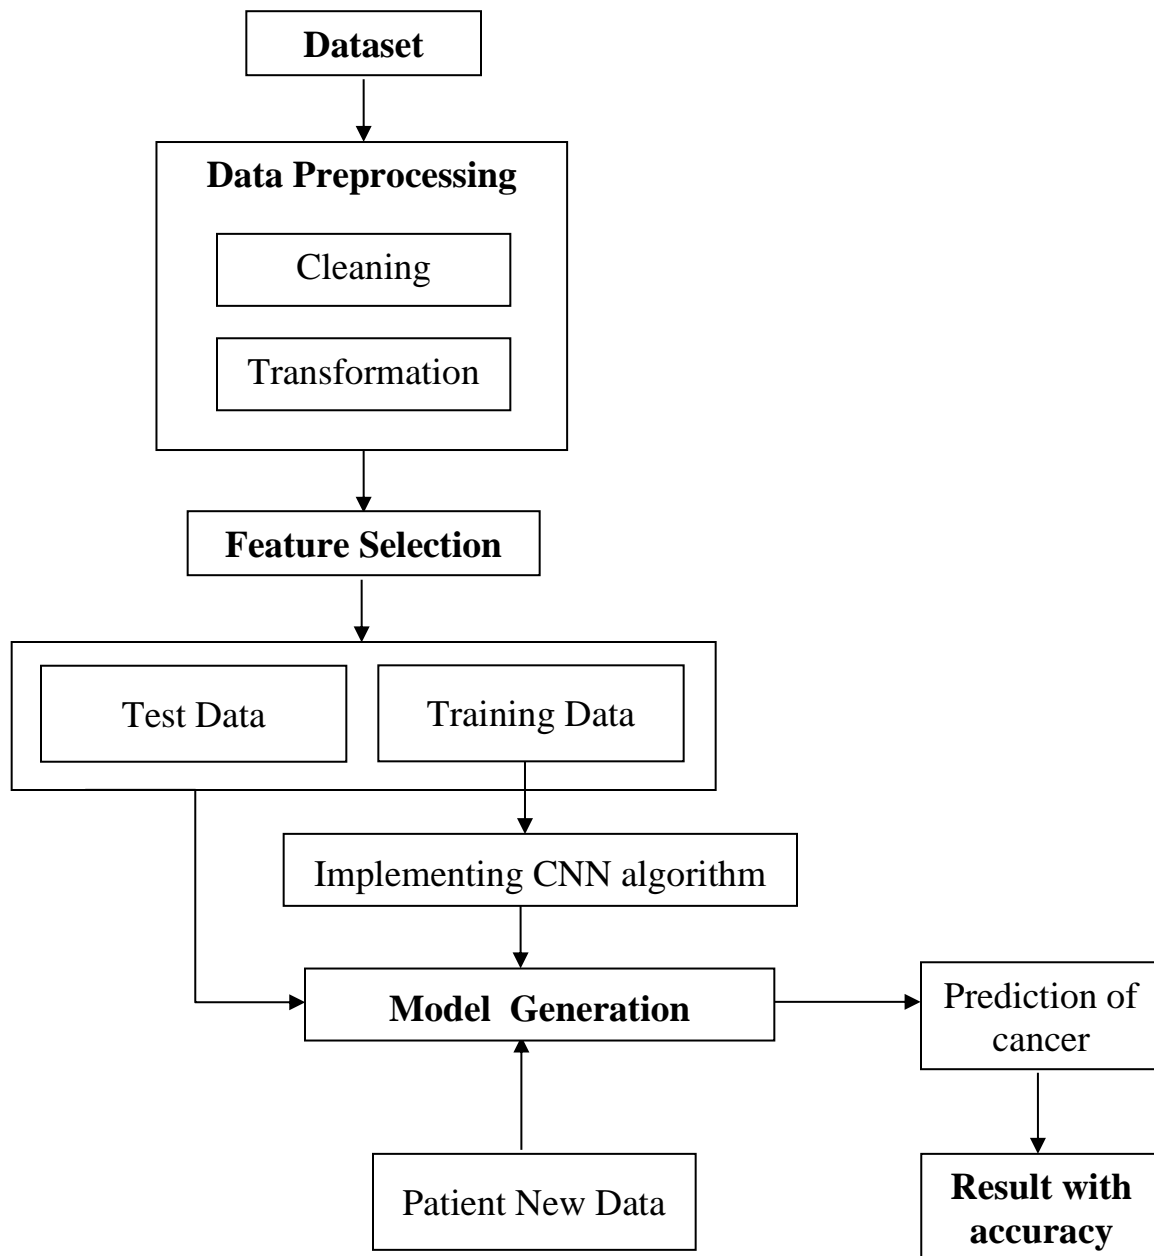 Dataset
Data Preprocessing
Cleaning
Transformation
Feature Selection
Test Data
Training Data
Implementing CNN algorithm
Model  Generation
Prediction of
cancer
Patient New Data
Result with
accuracy